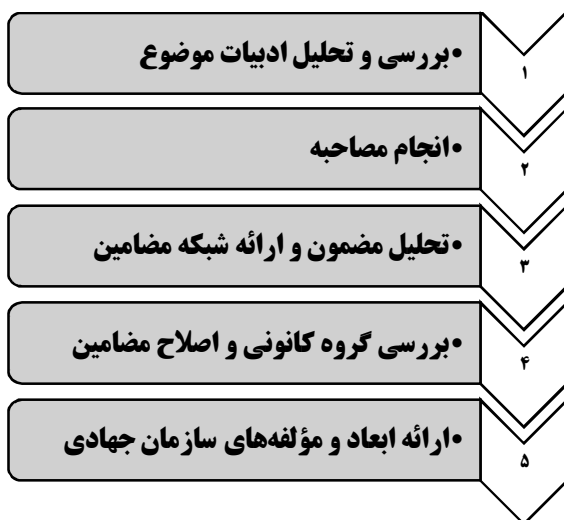 ۱
•بررسی و تحلیل ادبیات موضوع
۲
•انجام مصاحبه
۳
•تحلیل مضمون و ارائه شبکه مضامین
۴
•بررسی گروه کانونی و اصلاح مضامین
۵
•ارائه ابعاد و مؤلفه‌های سازمان جهادی